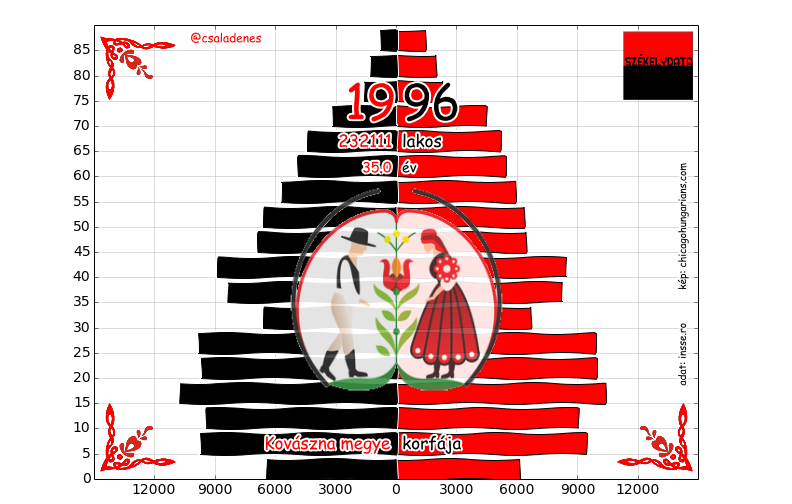 @csaladenes
SZÉKELYDATA
1996
232111 lakos
35.0 év
kép: chicagohungarians.com
adat: insse.ro
Kovászna megye korfája
85
80
75
70
65
60
55
50
45
40
35
30
25
20
15
10
5
0
12000 9000 6000 3000 0 3000 6000 9000 12000